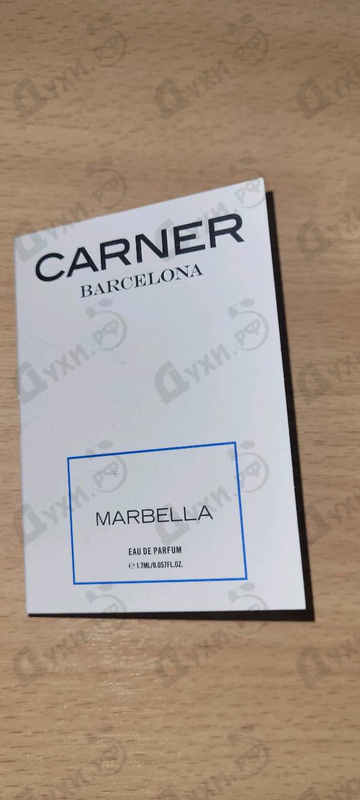 CARNER
BARCELONA
MARBELLA
EAU DE PARFUM
℮ 1.7ML/0.057FL.OZ.
Духи.рф